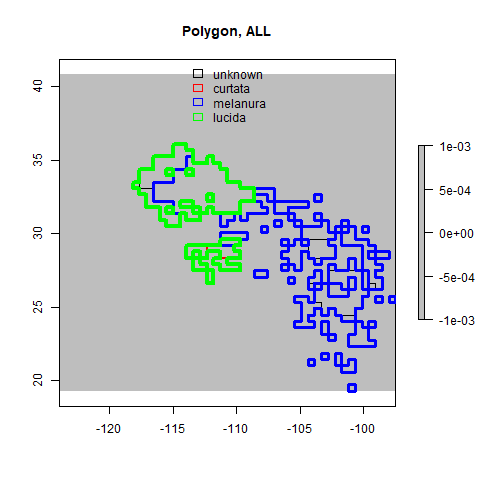 Polygon, ALL
unknown
curtata
melanura
lucida
40
35
30
25
20
-120
-115
-110
-105
-100
1e-03
5e-04
0e+00
-5e-04
-1e-03